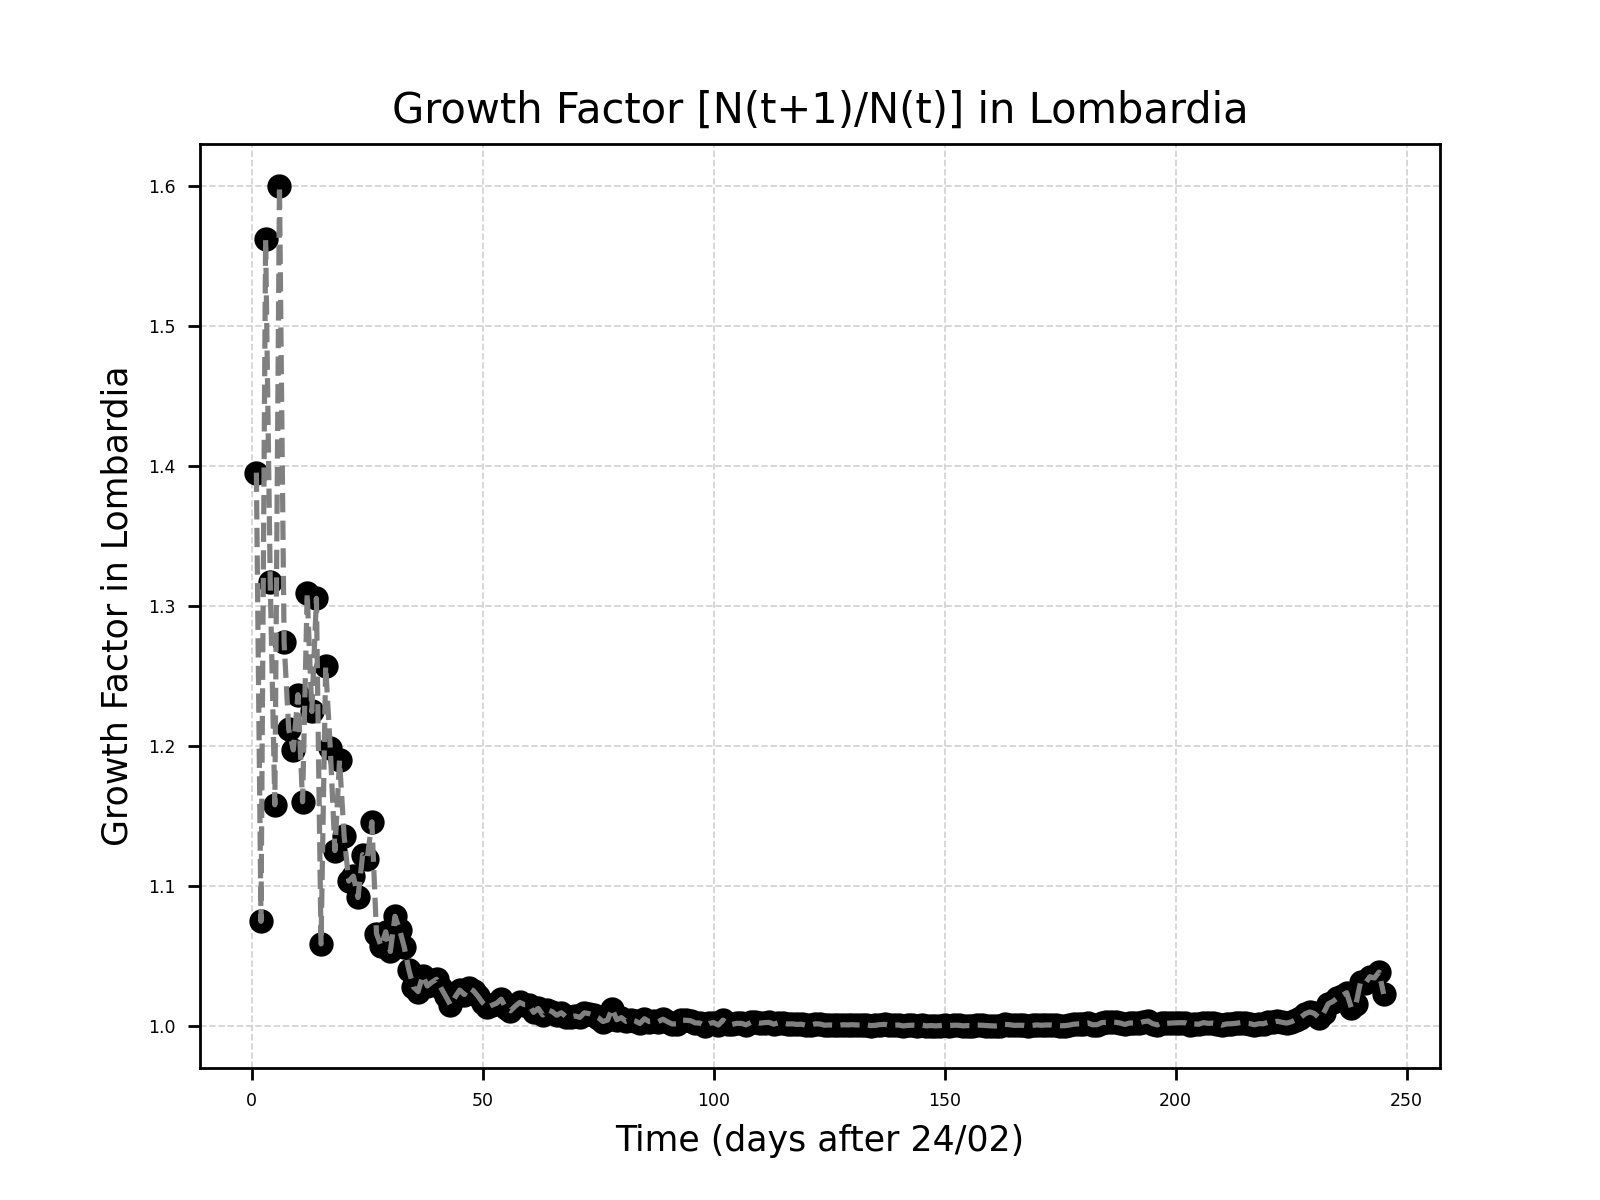 Growth Factor [N(t+1)/N(t)] in Lombardia
Growth Factor in Lombardia
1.6
1.5
1.4
1.3
1.2
1.1
1.0
0 50 100 150 200 250
Time (days after 24/02)